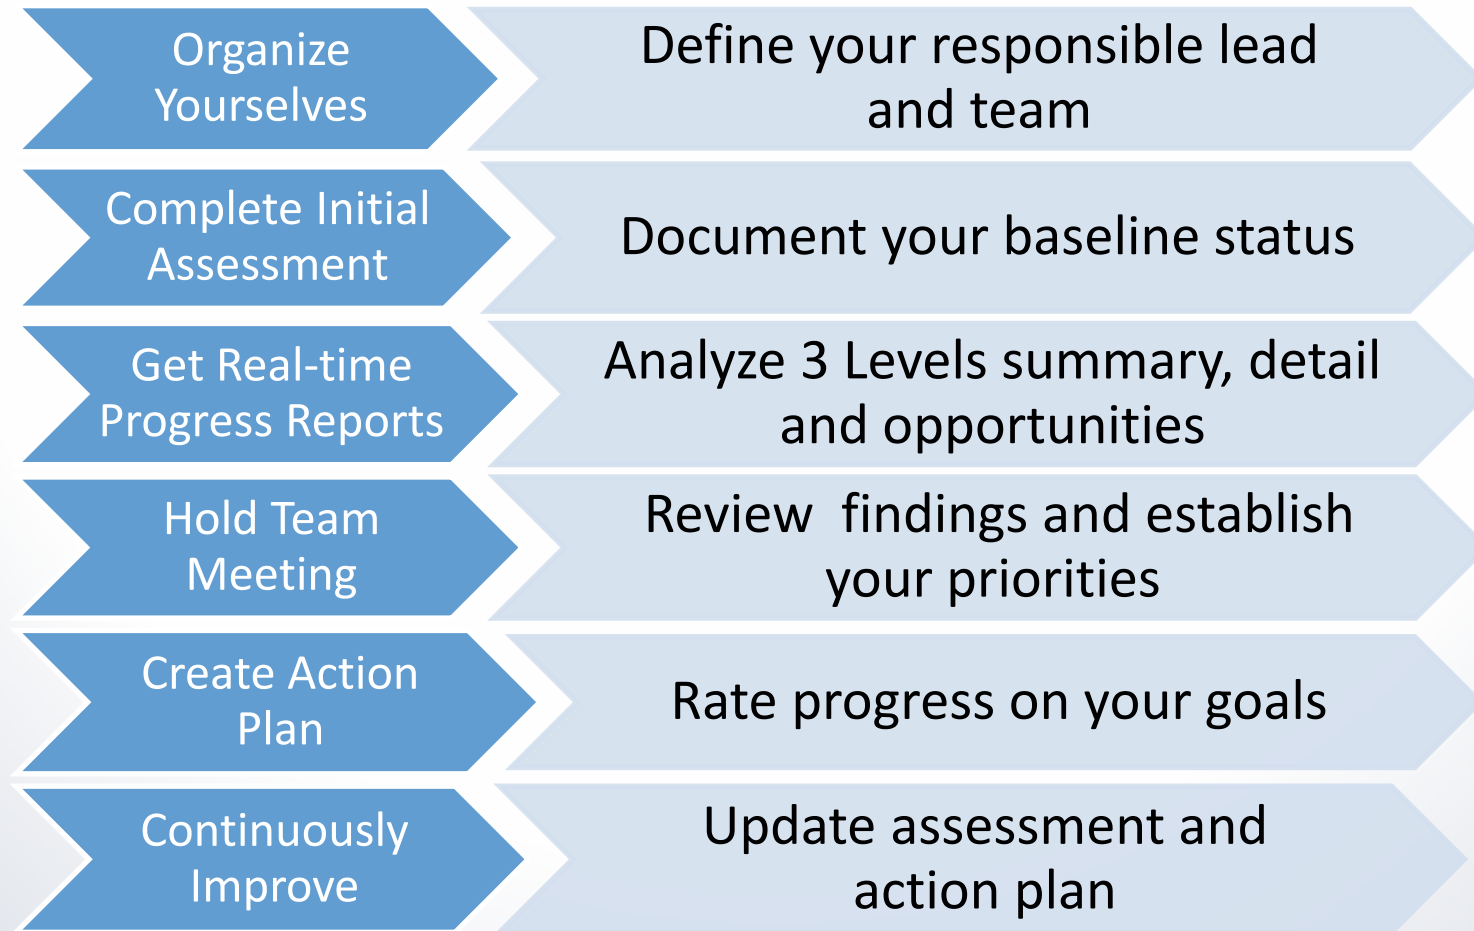 Organize
Yourselves
Define your responsible lead
and team
Complete Initial
Assessment
Document your baseline status
Get Real-time
Progress Reports
Analyze 3 Levels summary, detail
and opportunities
Hold Team
Meeting
Review  findings and establish
your priorities
Create Action
Plan
Rate progress on your goals
Continuously
Improve
Update assessment and
action plan